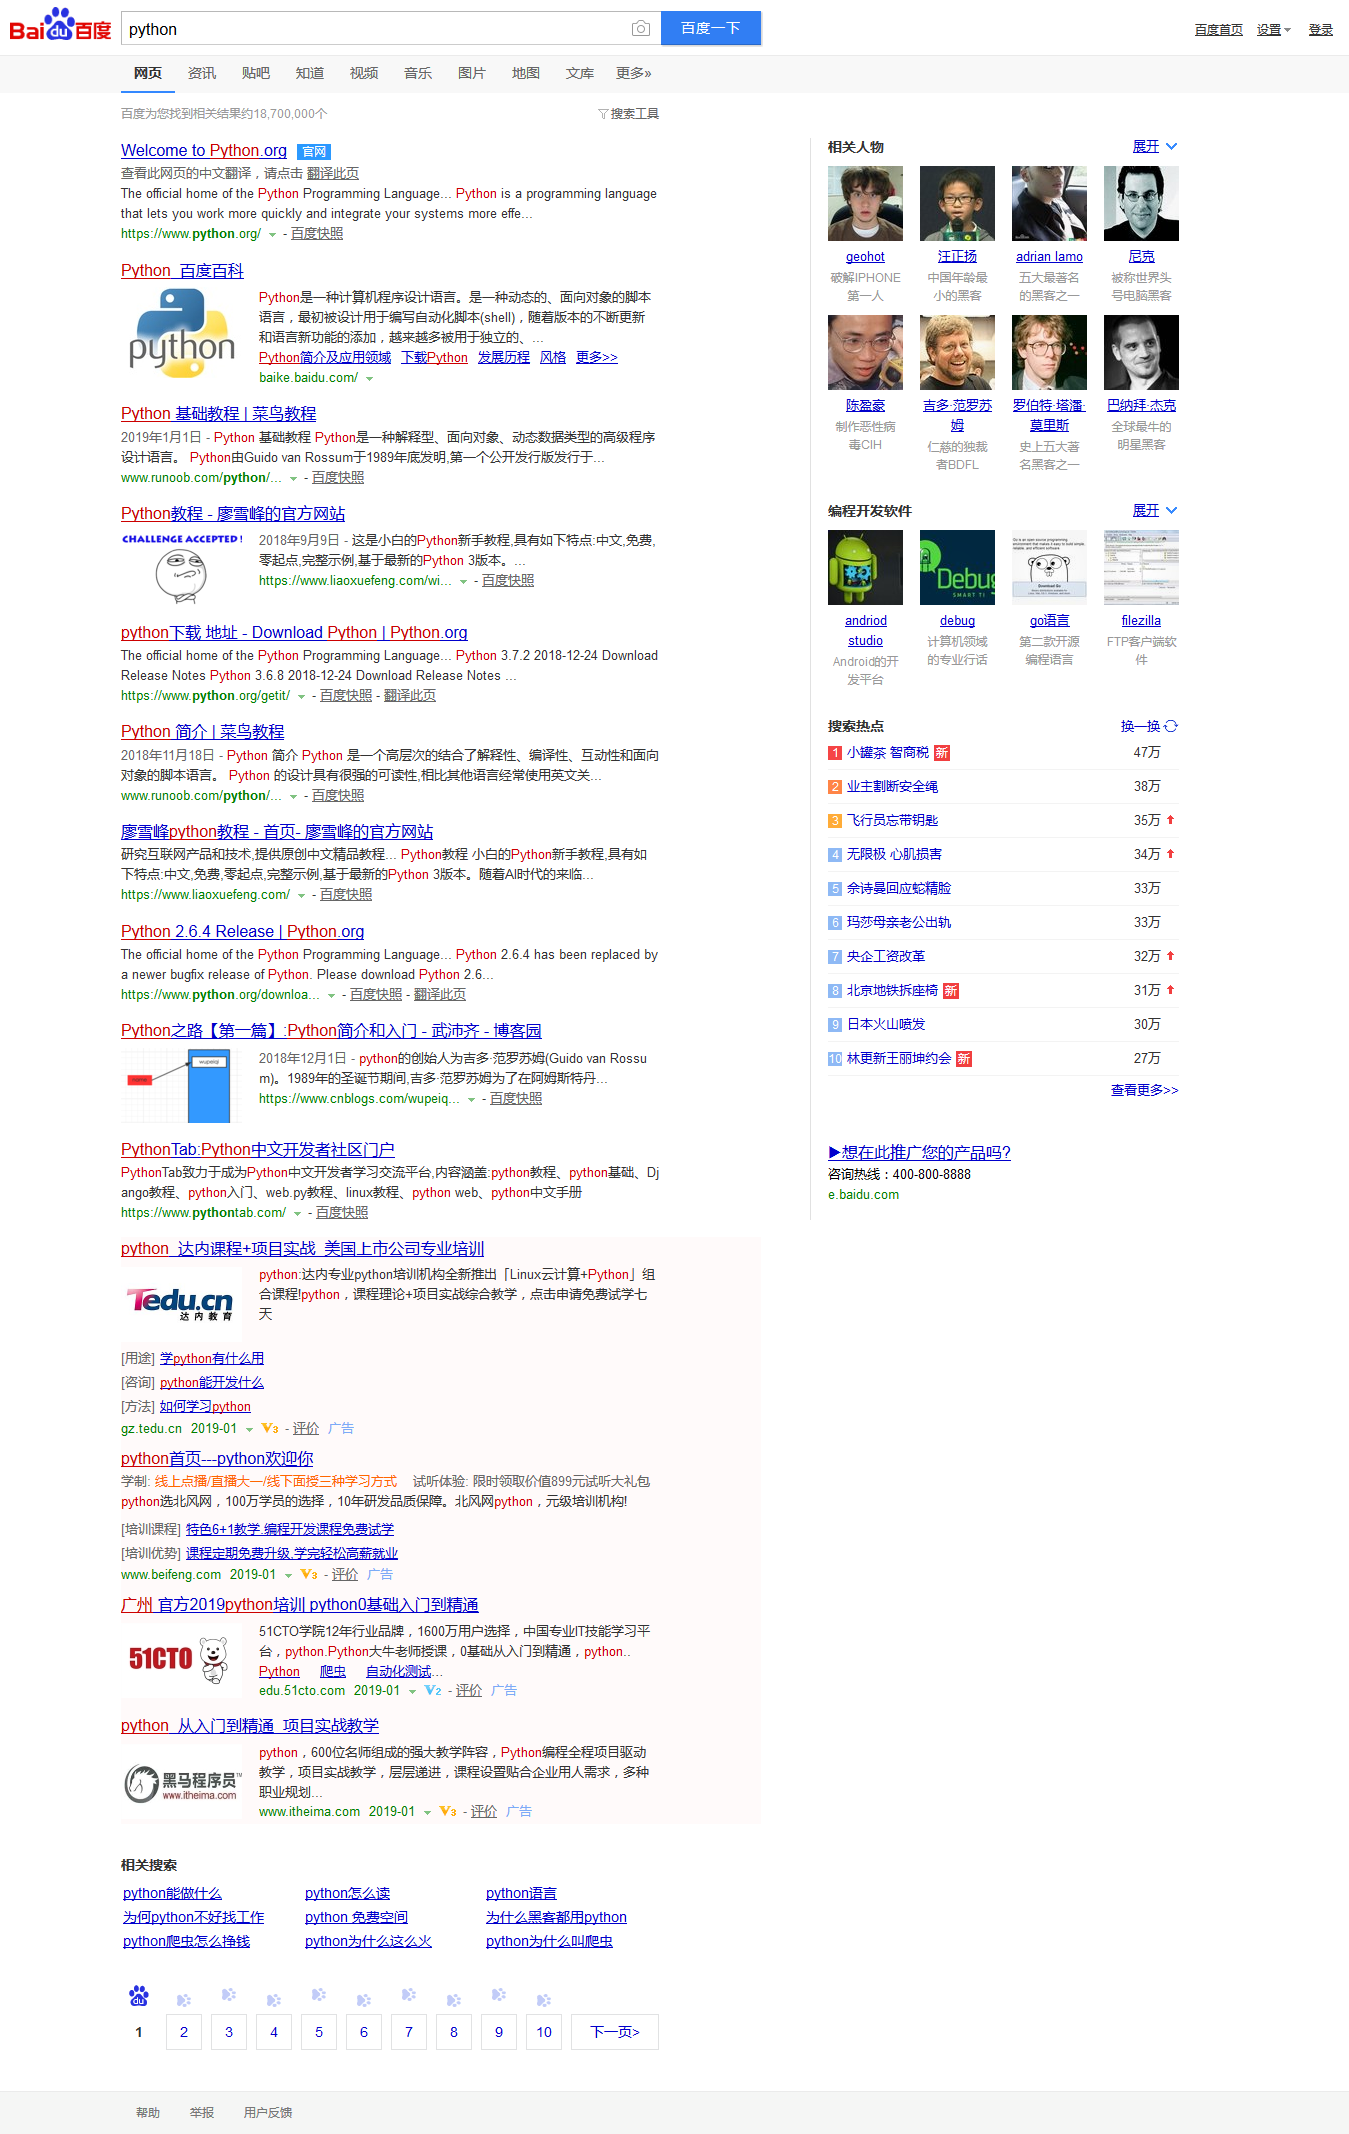 Bai du 百度
python
百度一下
百度首页 设置 登录
网页 资讯 贴吧 知道 视频 音乐 图片 地图 文库 更多»
百度为您找到相关结果约18,700,000个
搜索工具
Welcome to Python.org 官网
查看此网页的中文翻译，请点击 翻译此页
The official home of the Python Programming Language... Python is a programming language
that lets you work more quickly and integrate your systems more effe...
https://www.python.org/ - 百度快照
Python_百度百科
python
Python是一种计算机程序设计语言。是一种动态的、面向对象的脚本
语言，最初被设计用于编写自动化脚本(shell)，随着版本的不断更新
和语言新功能的添加，越来越多被用于独立的、...
Python简介及应用领域 下载Python 发展历程 风格 更多>>
baike.baidu.com/
Python 基础教程 | 菜鸟教程
2019年1月1日 - Python 基础教程 Python是一种解释型、面向对象、动态数据类型的高级程序
设计语言。 Python由Guido van Rossum于1989年底发明,第一个公开发行版发行于...
www.runoob.com/python/... - 百度快照
Python教程 - 廖雪峰的官方网站
CHALLENGE ACCEPTED!
2018年9月9日 - 这是小白的Python新手教程,具有如下特点:中文,免费,
零起点,完整示例,基于最新的Python 3版本。...
https://www.liaoxuefeng.com/wi... - 百度快照
python下载 地址 - Download Python | Python.org
The official home of the Python Programming Language... Python 3.7.2 2018-12-24 Download
Release Notes Python 3.6.8 2018-12-24 Download Release Notes ...
https://www.python.org/getit/ - 百度快照 - 翻译此页
Python 简介 | 菜鸟教程
2018年11月18日 - Python 简介 Python 是一个高层次的结合了解释性、编译性、互动性和面向
对象的脚本语言。 Python 的设计具有很强的可读性,相比其他语言经常使用英文关...
www.runoob.com/python/... - 百度快照
廖雪峰python教程 - 首页- 廖雪峰的官方网站
研究互联网产品和技术,提供原创中文精品教程... Python教程 小白的Python新手教程,具有如
下特点:中文,免费,零起点,完整示例,基于最新的Python 3版本。随着AI时代的来临...
https://www.liaoxuefeng.com/ - 百度快照
Python 2.6.4 Release | Python.org
The official home of the Python Programming Language... Python 2.6.4 has been replaced by
a newer bugfix release of Python. Please download Python 2.6...
https://www.python.org/downloa... - 百度快照 - 翻译此页
Python之路【第一篇】:Python简介和入门 - 武沛齐 - 博客园
wupeiqi
2018年12月1日 - python的创始人为吉多·范罗苏姆(Guido van Rossu
m)。1989年的圣诞节期间,吉多·范罗苏姆为了在阿姆斯特丹...
https://www.cnblogs.com/wupeiq... - 百度快照
PythonTab:Python中文开发者社区门户
PythonTab致力于成为Python中文开发者学习交流平台,内容涵盖:python教程、python基础、Dj
ango教程、python入门、web.py教程、linux教程、python web、python中文手册
https://www.pythontab.com/ - 百度快照
python_达内课程+项目实战_美国上市公司专业培训
Tedu.cn
达内教育
python:达内专业python培训机构全新推出「Linux云计算+Python」组
合课程!python，课程理论+项目实战综合教学，点击申请免费试学七
天
[用途] 学python有什么用
[咨询] python能开发什么
[方法] 如何学习python
gz.tedu.cn 2019-01 V3 - 评价 广告
python首页---python欢迎你
学制: 线上点播/直播大一/线下面授三种学习方式 试听体验: 限时领取价值899元试听大礼包
python选北风网，100万学员的选择，10年研发品质保障。北风网python，元级培训机构!
[培训课程] 特色6+1教学,编程开发课程免费试学
[培训优势] 课程定期免费升级,学完轻松高薪就业
www.beifeng.com 2019-01 V3 - 评价 广告
广州 官方2019python培训 python0基础入门到精通
51CTO
51CTO学院12年行业品牌，1600万用户选择，中国专业IT技能学习平
台，python.Python大牛老师授课，0基础从入门到精通，python..
Python 爬虫 自动化测试...
edu.51cto.com 2019-01 V2 - 评价 广告
python_从入门到精通_项目实战教学
黑马程序员™
www.itheima.com
python，600位名师组成的强大教学阵容，Python编程全程项目驱动
教学，项目实战教学，层层递进，课程设置贴合企业用人需求，多种
职业规划...
www.itheima.com 2019-01 V3 - 评价 广告
相关搜索
python能做什么 python怎么读 python语言
为何python不好找工作 python 免费空间 为什么黑客都用python
python爬虫怎么挣钱 python为什么这么火 python为什么叫爬虫
du
1 2 3 4 5 6 7 8 9 10 下一页>
相关人物 展开
geohot 汪正扬 adrian lamo 尼克
破解IPHONE 中国年龄最 五大最著名 被称世界头
第一人 小的黑客 的黑客之一 号电脑黑客
陈盈豪 吉多·范罗苏 罗伯特·塔潘· 巴纳拜·杰克
姆 莫里斯
制作恶性病 仁慈的独裁 史上五大著 全球最牛的
毒CIH 者BDFL 名黑客之一 明星黑客
编程开发软件 展开
Debug
SMART TI
andriod debug go语言 filezilla
studio
Android的开 计算机领域 第二款开源 FTP客户端软
发平台 的专业行话 编程语言 件
搜索热点 换一换
1 小罐茶 智商税 新 47万
2 业主割断安全绳 38万
3 飞行员忘带钥匙 35万
4 无限极 心肌损害 34万
5 佘诗曼回应蛇精脸 33万
6 玛莎母亲老公出轨 33万
7 央企工资改革 32万
8 北京地铁拆座椅 新 31万
9 日本火山喷发 30万
10 林更新王丽坤约会 新 27万
查看更多>>
▶想在此推广您的产品吗?
咨询热线：400-800-8888
e.baidu.com
帮助 举报 用户反馈